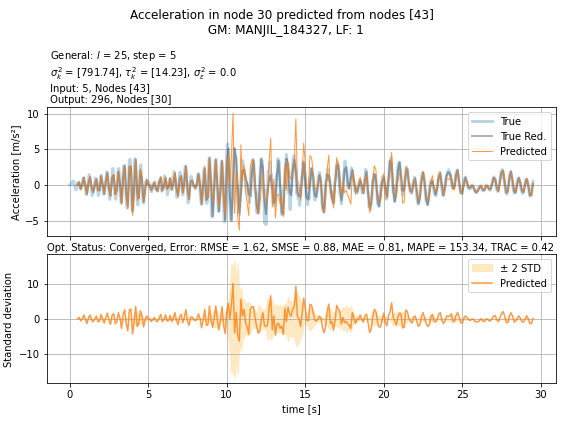 Acceleration in node 30 predicted from nodes [43]
GM: MANJIL_184327, LF: 1
General: l = 25, step = 5
σ²ₖ = [791.74], τ²ₖ = [14.23], σ²ε = 0.0
Input: 5, Nodes [43]
Output: 296, Nodes [30]
Acceleration [m/s²]
10
5
0
−5
True
True Red.
Predicted
Opt. Status: Converged, Error: RMSE = 1.62, SMSE = 0.88, MAE = 0.81, MAPE = 153.34, TRAC = 0.42
Standard deviation
10
0
−10
± 2 STD
Predicted
0 5 10 15 20 25 30
time [s]